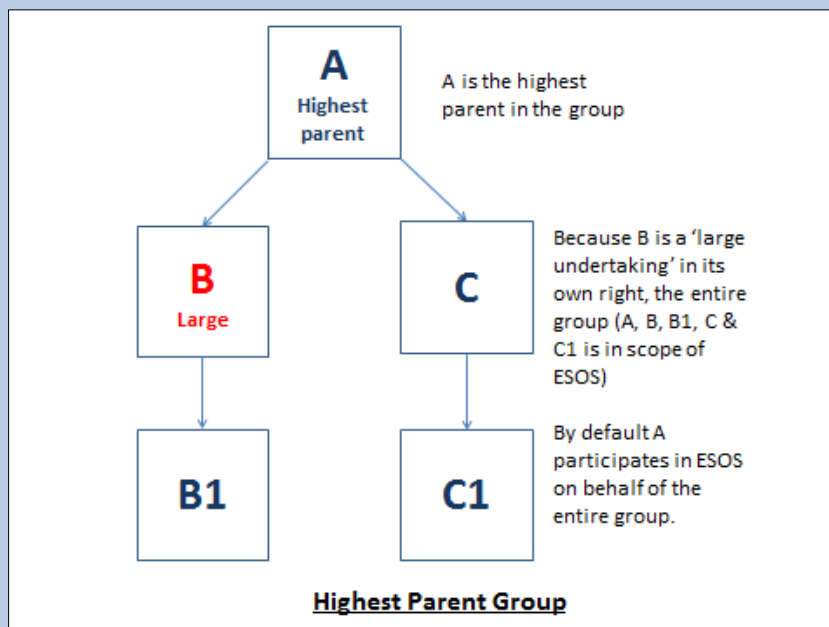 A
Highest
parent
A is the highest
parent in the group
B
Large
C
Because B is a ‘large
undertaking’ in its
own right, the entire
group (A, B, B1, C &
C1 is in scope of
ESOS)
B1
C1
By default A
participates in ESOS
on behalf of the
entire group.
Highest Parent Group